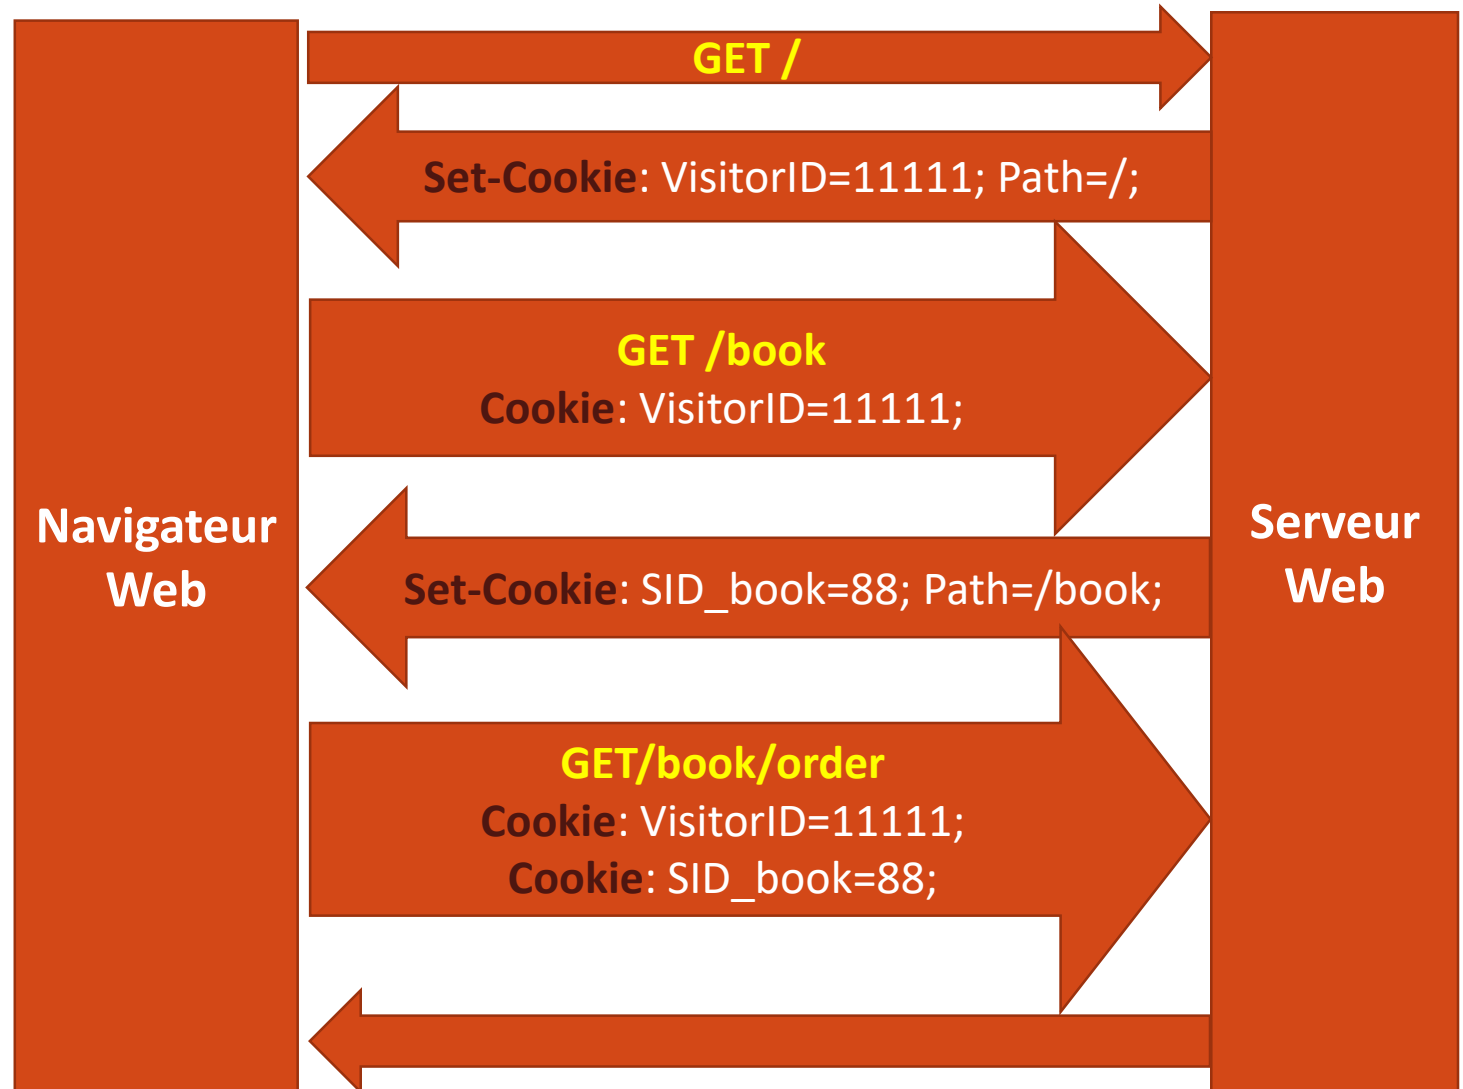 GET /
Set-Cookie: VisitorID=11111; Path=/;
GET /book
Cookie: VisitorID=11111;
Navigateur
Web
Serveur
Web
Set-Cookie: SID_book=88; Path=/book;
GET/book/order
Cookie: VisitorID=11111;
Cookie: SID_book=88;